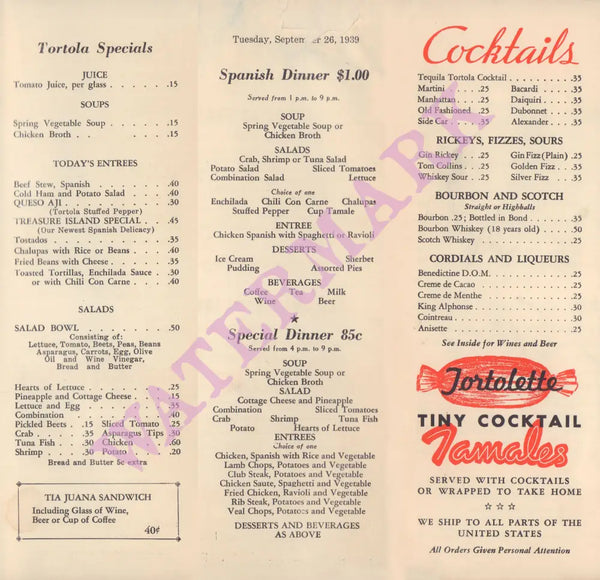 Tortola Specials
JUICE
Tomato Juice, per glass . . . . . . .15
SOUPS
Spring Vegetable Soup . . . . .15
Chicken Broth . . . . . .15
TODAY'S ENTREES
Beef Stew, Spanish . . . . . . .40
Cold Ham and Potato Salad . . . .40
QUESO AJI . . . . . . . . .30
(Tortola Stuffed Pepper)
TREASURE ISLAND SPECIAL . . .45
(Our Newest Spanish Delicacy)
Tostados . . . . . . . . . .35
Chalupas with Rice or Beans . . . .40
Fried Beans with Cheese . . . . . .35
Toasted Tortillas, Enchilada Sauce . .30
or with Chili Con Carne . . . .40
SALADS
SALAD BOWL . . . . . . . . .50
Consisting of:
Lettuce, Tomato, Beets, Peas, Beans
Asparagus, Carrots, Egg, Olive
Oil and Wine Vinegar,
Bread and Butter
Hearts of Lettuce . . . . . . . .25
Pineapple and Cottage Cheese . . . .15
Lettuce and Egg . . . . . . . .35
Combination . . . . . . . . .40
Pickled Beets . .15 Sliced Tomato .25
Crab . . . . .35 Asparagus Tips .30
Tuna Fish . . .30 Chicken . . . .60
Shrimp . . . .30 Potato . . . .20
Bread and Butter 5c extra
TIA JUANA SANDWICH
Including Glass of Wine,
Beer or Cup of Coffee
40¢
Tuesday, September 26, 1939
Spanish Dinner $1.00
Served from 1 p.m. to 9 p.m.
SOUP
Spring Vegetable Soup or
Chicken Broth
SALADS
Crab, Shrimp or Tuna Salad
Potato Salad Sliced Tomatoes
Combination Salad Lettuce
Choice of one
Enchilada Chili Con Carne Chalupas
Stuffed Pepper Cup Tamale
ENTREE
Chicken Spanish with Spaghetti or Ravioli
DESSERTS
Ice Cream Sherbet
Pudding Assorted Pies
BEVERAGES
Coffee Tea Milk
Wine Beer
★
Special Dinner 85c
Served from 4 p.m. to 9 p.m.
SOUP
Spring Vegetable Soup or
Chicken Broth
SALAD
Cottage Cheese and Pineapple
Combination Sliced Tomatoes
Crab Shrimp Tuna Fish
Potato Hearts of Lettuce
ENTREES
Choice of one
Chicken, Spanish with Rice and Vegetable
Lamb Chops, Potatoes and Vegetable
Club Steak, Potatoes and Vegetable
Chicken Saute, Spaghetti and Vegetable
Fried Chicken, Ravioli and Vegetable
Rib Steak, Potatoes and Vegetable
Veal Chops, Potatoes and Vegetable
DESSERTS AND BEVERAGES
AS ABOVE
Cocktails
Tequila Tortola Cocktail . . . . . . . . .35
Martini . . . .25 Bacardi . . . .35
Manhattan . . . .25 Daiquiri . . . .35
Old Fashioned .25 Dubonnet . . .35
Side Car . . . .35 Alexander . . .35
RICKEYS, FIZZES, SOURS
Gin Rickey . . .25 Gin Fizz (Plain) .25
Tom Collins . .25 Golden Fizz . . .35
Whiskey Sour . .25 Silver Fizz . .35
BOURBON AND SCOTCH
Straight or Highballs
Bourbon .25; Bottled in Bond . . . . .35
Bourbon Whiskey (18 years old) . . . .50
Scotch Whiskey . . . . . . . . . .25
CORDIALS AND LIQUEURS
Benedictine D.O.M. . . . . . . . . .25
Creme de Cacao . . . . . . . . . .25
Creme de Menthe . . . . . . . . .25
King Alphonse . . . . . . . . . .30
Cointreau . . . . . . . . . . .30
Anisette . . . . . . . . . . . .25
See Inside for Wines and Beer
Tortolette
TINY COCKTAIL
Tamales
SERVED WITH COCKTAILS
OR WRAPPED TO TAKE HOME
☆ ☆ ☆
WE SHIP TO ALL PARTS OF THE
UNITED STATES
All Orders Given Personal Attention
WATERMARK